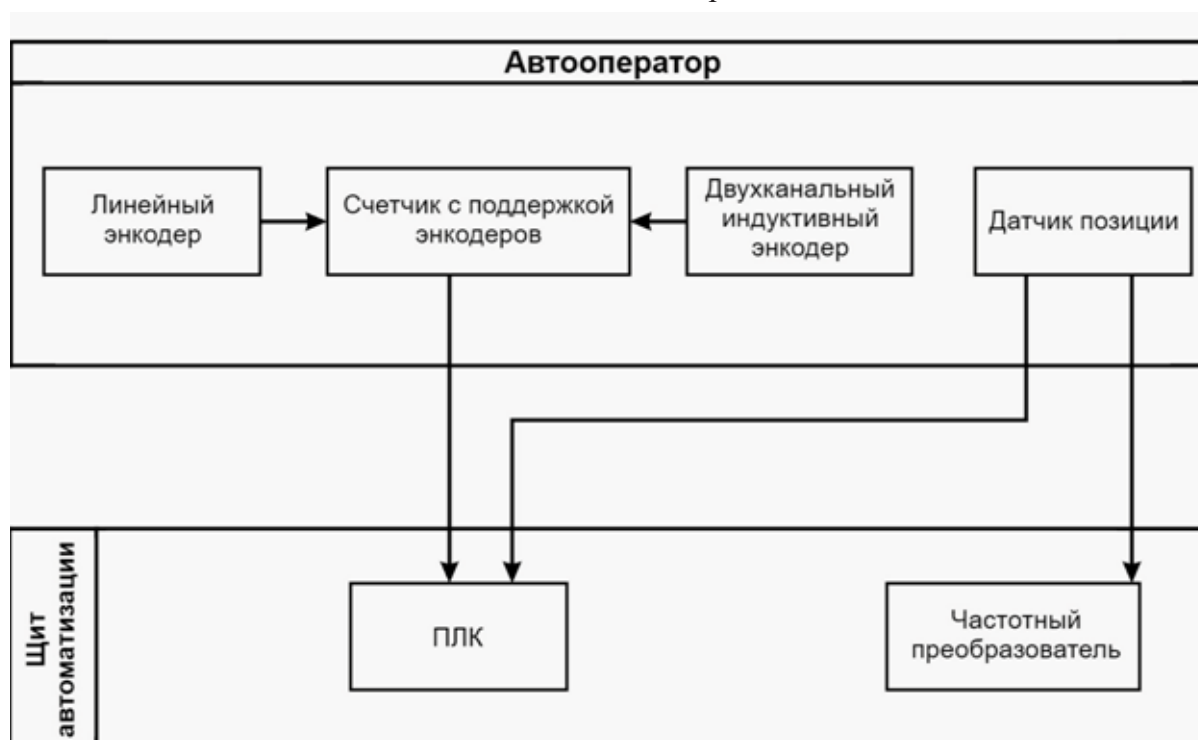 Автооператор
Линейный
энкодер
Счетчик с поддержкой
энкодеров
Двухканальный
индуктивный
энкодер
Датчик позиции
Щит
автоматизации
ПЛК
Частотный
преобразователь